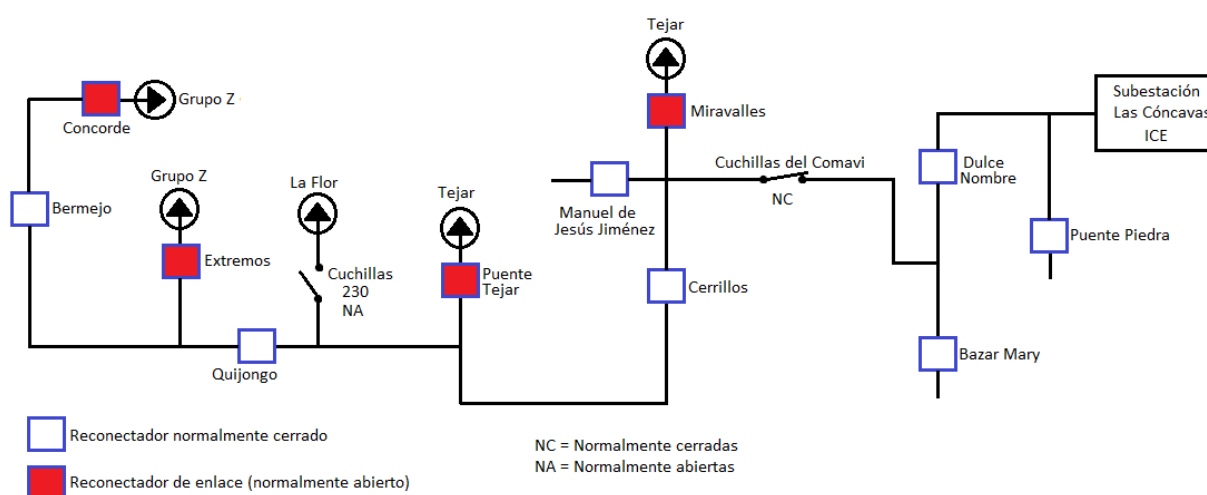 Tejar
Grupo Z
Concorde
Miravalles
Subestación
Las Cóncavas
ICE
Grupo Z
La Flor
Tejar
Cuchillas del Comavi
NC
Dulce
Nombre
Bermejo
Manuel de
Jesús Jiménez
Puente Piedra
Extremos
Cuchillas
230
NA
Puente
Tejar
Cerrillos
Quijongo
Bazar Mary
Reconectador normalmente cerrado
Reconectador de enlace (normalmente abierto)
NC = Normalmente cerradas
NA = Normalmente abiertas